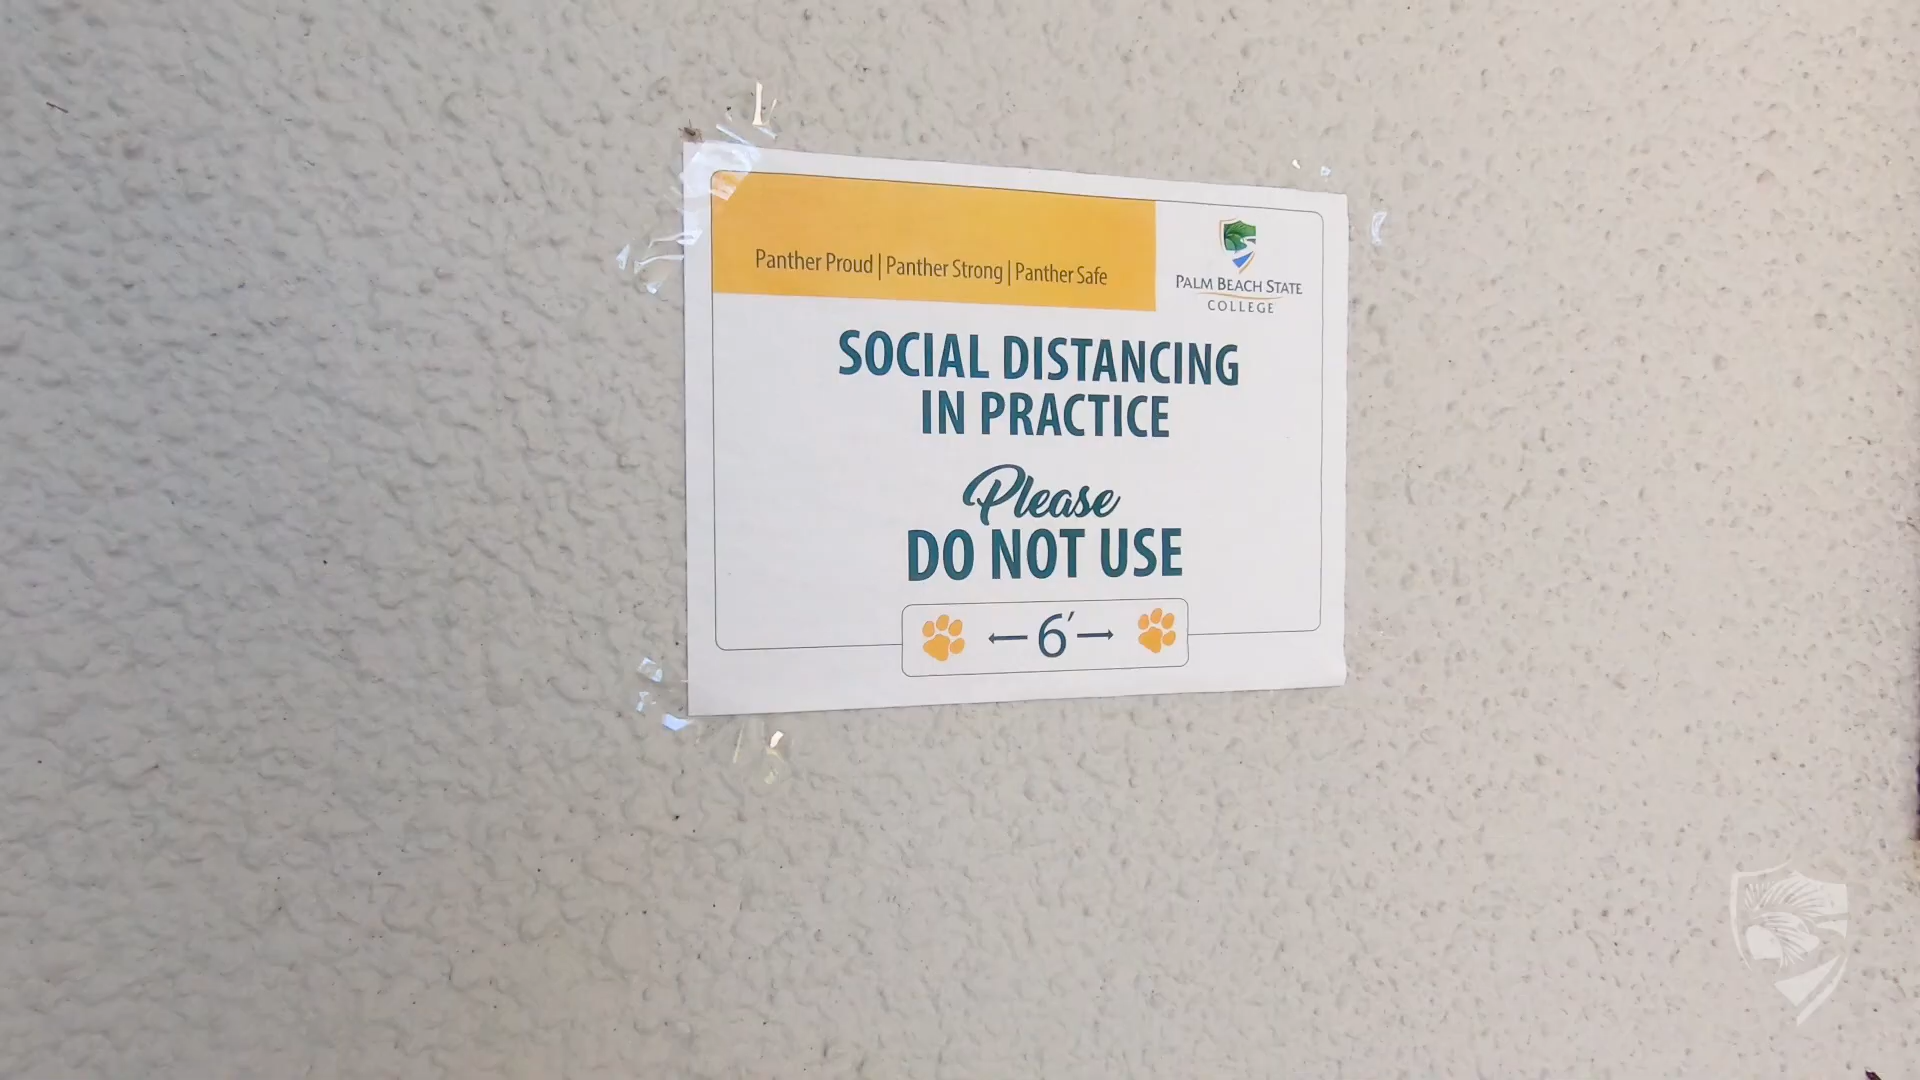 Panther Proud | Panther Strong | Panther Safe
PALM BEACH STATE
COLLEGE
SOCIAL DISTANCING
IN PRACTICE
Please
DO NOT USE
←6′→